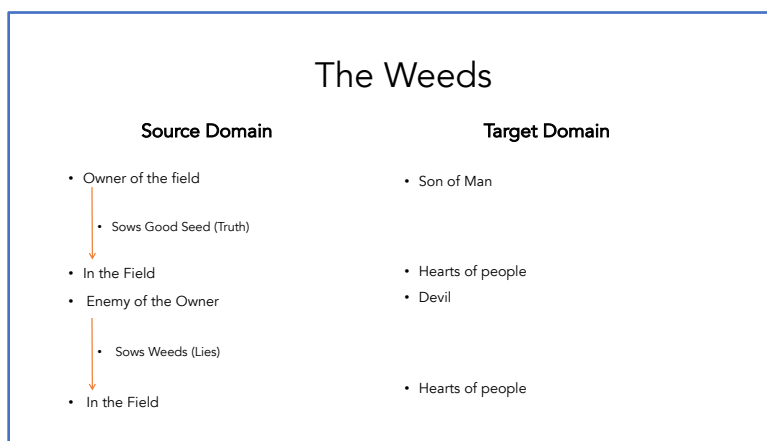 The Weeds
Source Domain
Target Domain
• Owner of the field
• Son of Man
• Sows Good Seed (Truth)
• In the Field
• Hearts of people
• Enemy of the Owner
• Devil
• Sows Weeds (Lies)
• Hearts of people
• In the Field